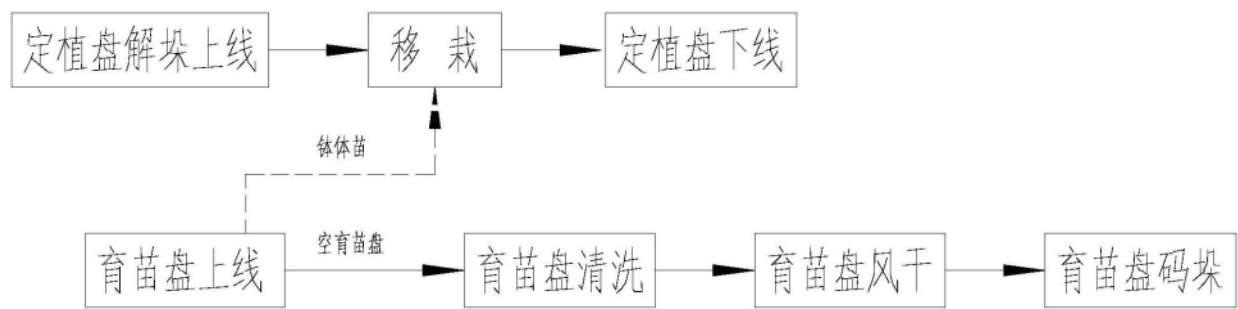 定植盘解垛上线
移 栽
定植盘下线
钵体苗
育苗盘上线
空育苗盘
育苗盘清洗
育苗盘风干
育苗盘码垛